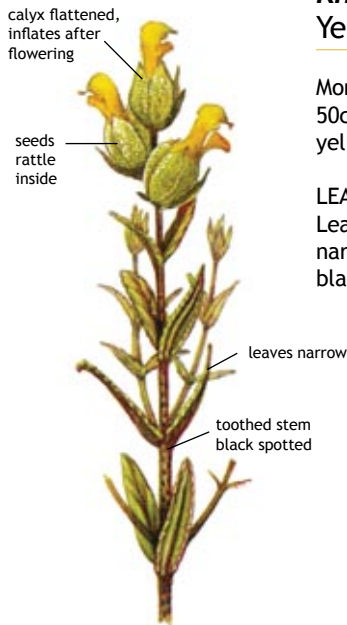 calyx flattened,
inflates after
flowering
seeds
rattle
inside
leaves narrow
toothed stem
black spotted
Ye
Mor
50c
yel
LEA
Lea
nar
bla